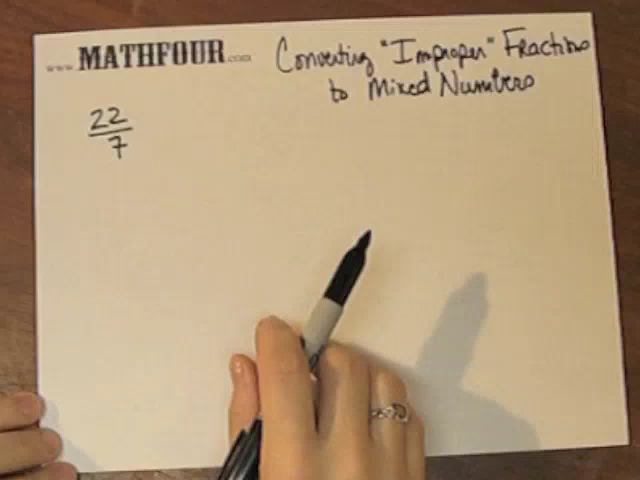 www.MATHFOUR.com
Converting "Improper" Fractions
to Mixed Numbers
22
7